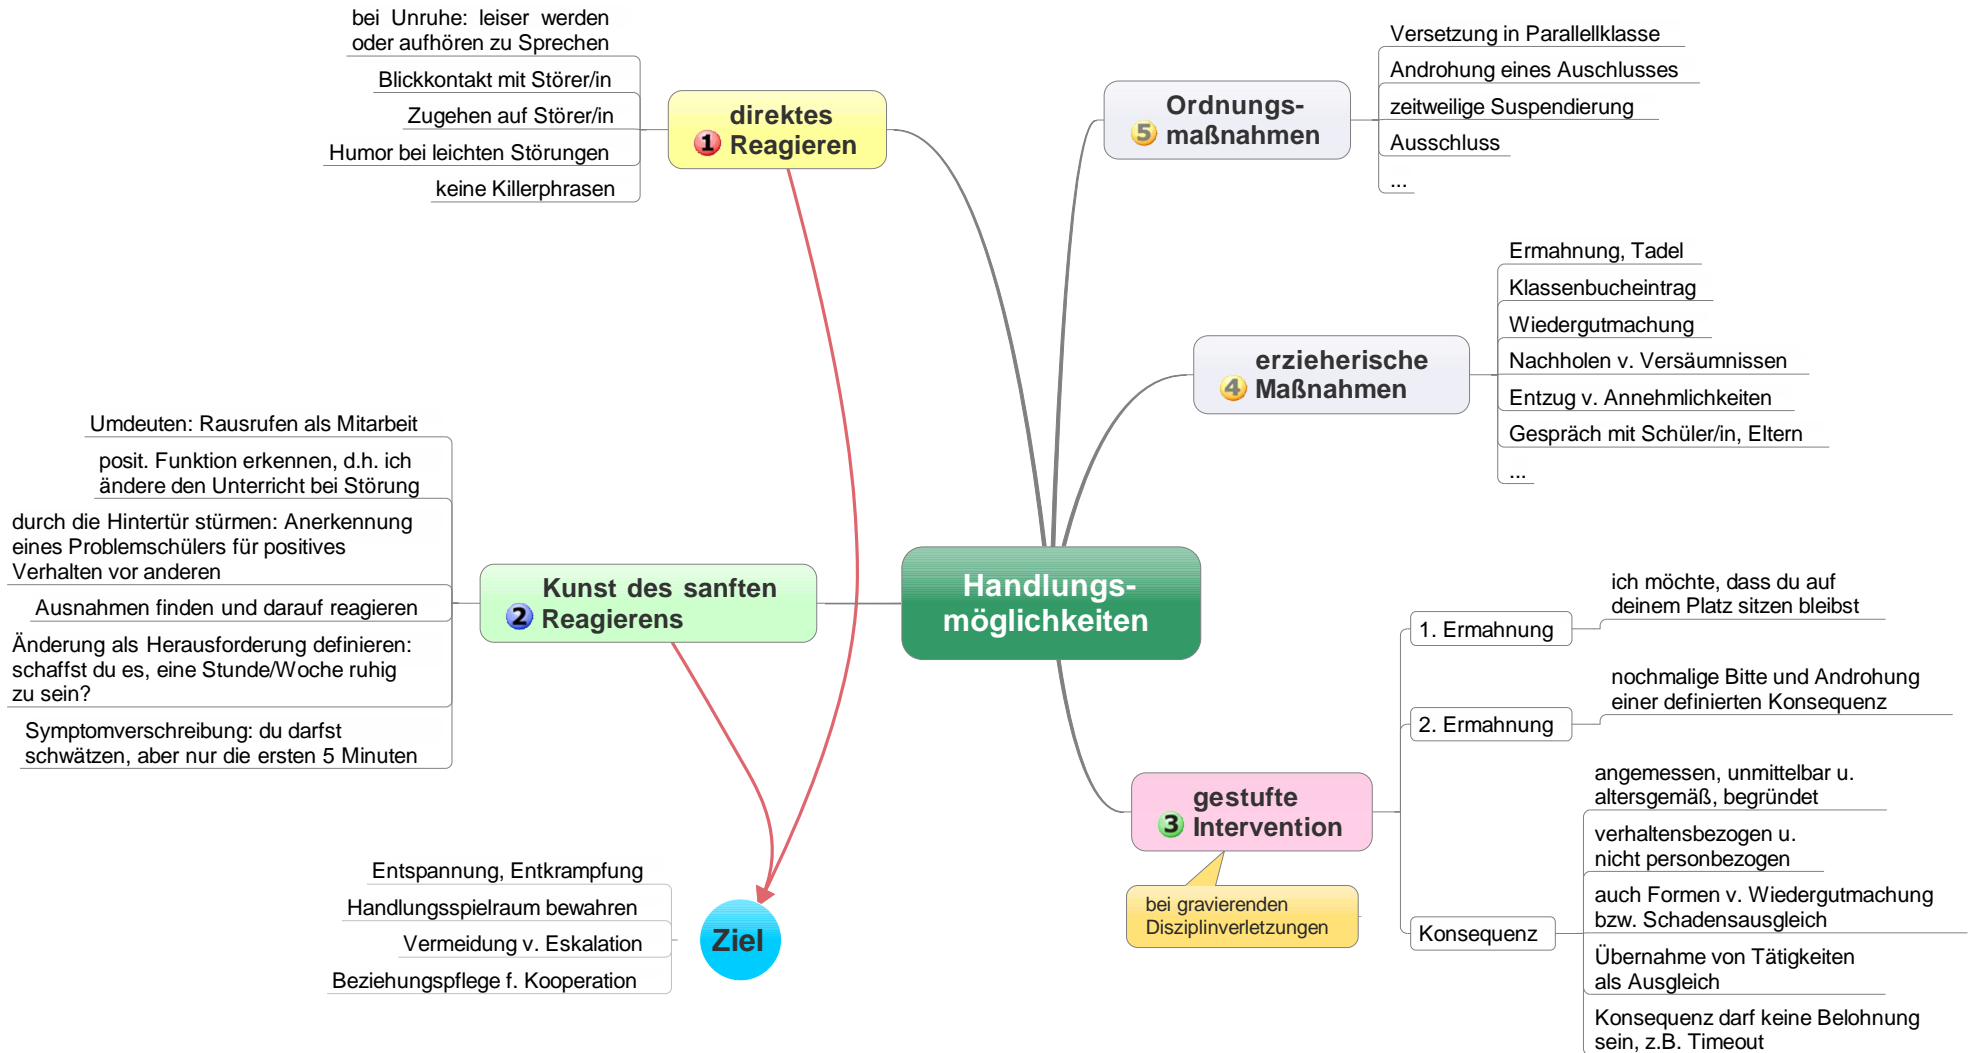 bei Unruhe: leiser werden
oder aufhören zu Sprechen
Blickkontakt mit Störer/in
Zugehen auf Störer/in
Humor bei leichten Störungen
keine Killerphrasen
direktes
1 Reagieren
Umdeuten: Rausrufen als Mitarbeit
posit. Funktion erkennen, d.h. ich
ändere den Unterricht bei Störung
durch die Hintertür stürmen: Anerkennung
eines Problemschülers für positives
Verhalten vor anderen
Ausnahmen finden und darauf reagieren
Änderung als Herausforderung definieren:
schaffst du es, eine Stunde/Woche ruhig
zu sein?
Symptomverschreibung: du darfst
schwätzen, aber nur die ersten 5 Minuten
Kunst des sanften
2 Reagierens
Entspannung, Entkrampfung
Handlungsspielraum bewahren
Vermeidung v. Eskalation
Beziehungspflege f. Kooperation
Ziel
Handlungs-
möglichkeiten
Ordnungs-
5 maßnahmen
Versetzung in Parallellklasse
Androhung eines Auschlusses
zeitweilige Suspendierung
Ausschluss
...
erzieherische
4 Maßnahmen
Ermahnung, Tadel
Klassenbucheintrag
Wiedergutmachung
Nachholen v. Versäumnissen
Entzug v. Annehmlichkeiten
Gespräch mit Schüler/in, Eltern
...
gestufte
3 Intervention
bei gravierenden
Disziplinverletzungen
1. Ermahnung
ich möchte, dass du auf
deinem Platz sitzen bleibst
2. Ermahnung
nochmalige Bitte und Androhung
einer definierten Konsequenz
Konsequenz
angemessen, unmittelbar u.
altersgemäß, begründet
verhaltensbezogen u.
nicht personbezogen
auch Formen v. Wiedergutmachung
bzw. Schadensausgleich
Übernahme von Tätigkeiten
als Ausgleich
Konsequenz darf keine Belohnung
sein, z.B. Timeout